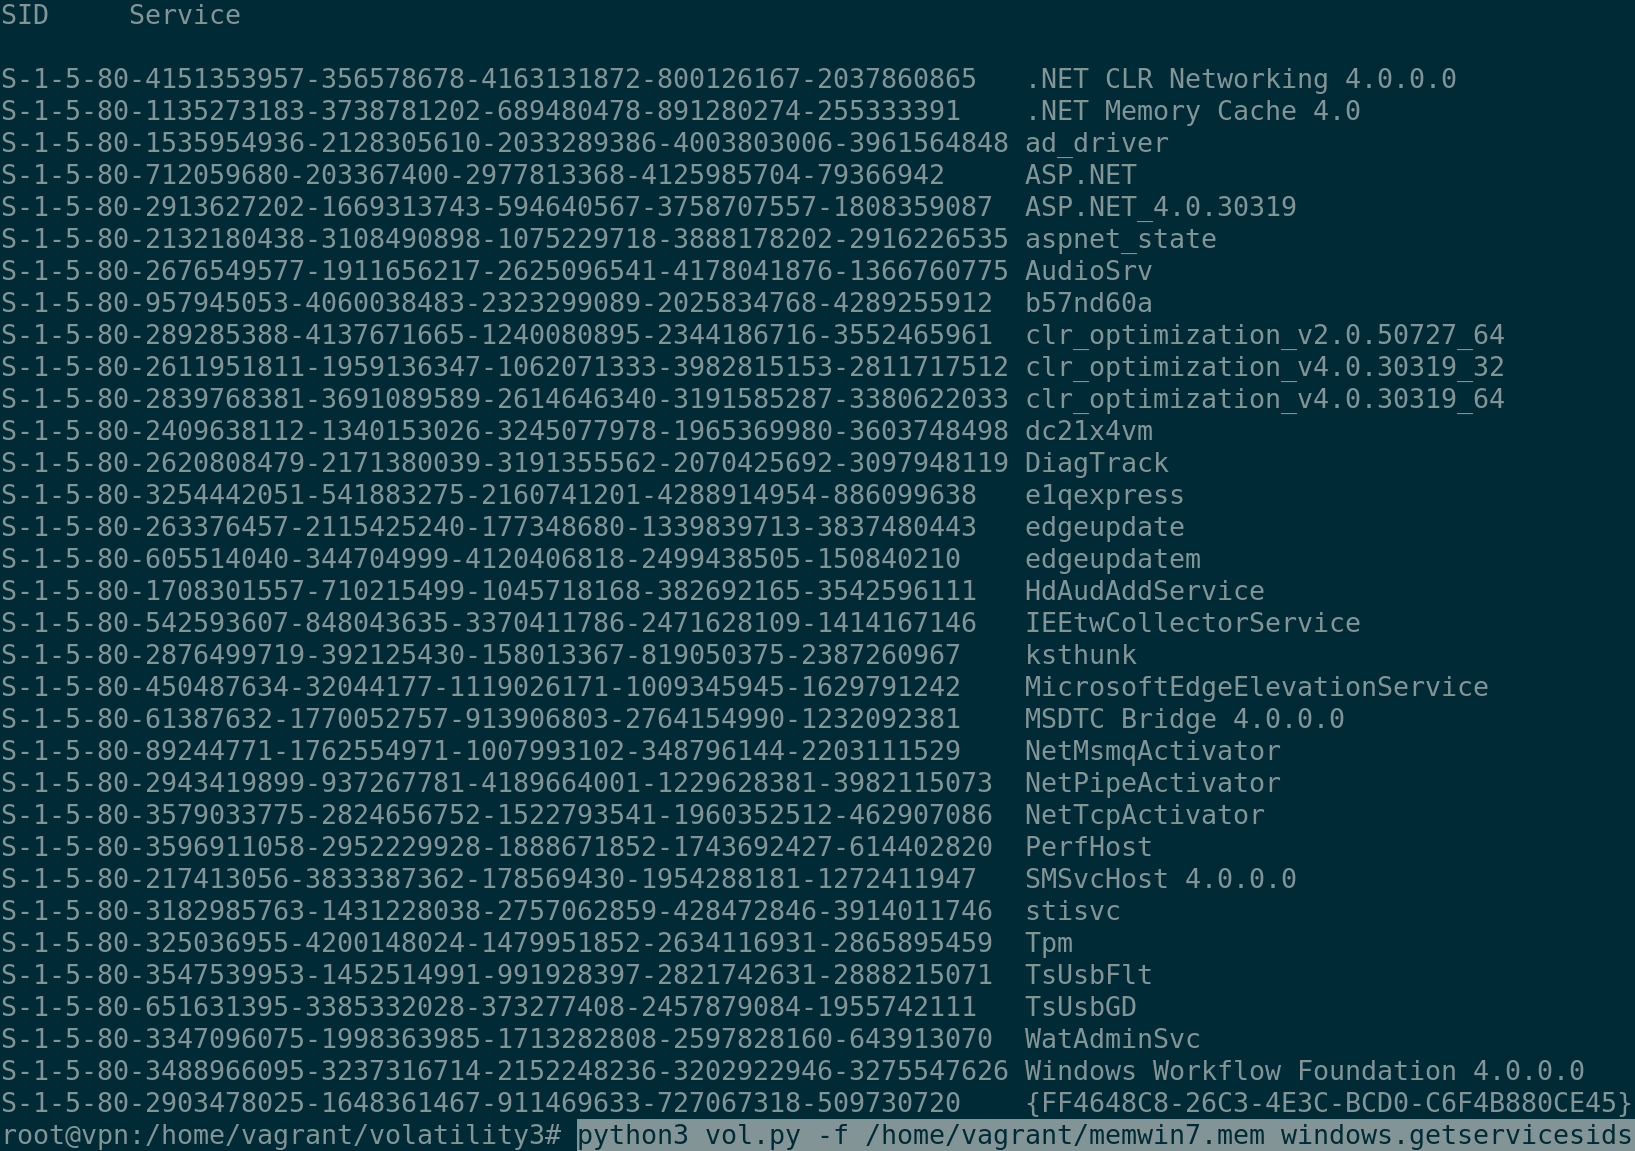 SID     Service

S-1-5-80-4151353957-356578678-4163131872-800126167-2037860865   .NET CLR Networking 4.0.0.0
S-1-5-80-1135273183-3738781202-689480478-891280274-255333391    .NET Memory Cache 4.0
S-1-5-80-1535954936-2128305610-2033289386-4003803006-3961564848 ad_driver
S-1-5-80-712059680-203367400-2977813368-4125985704-79366942     ASP.NET
S-1-5-80-2913627202-1669313743-594640567-3758707557-1808359087  ASP.NET_4.0.30319
S-1-5-80-2132180438-3108490898-1075229718-3888178202-2916226535 aspnet_state
S-1-5-80-2676549577-1911656217-2625096541-4178041876-1366760775 AudioSrv
S-1-5-80-957945053-4060038483-2323299089-2025834768-4289255912  b57nd60a
S-1-5-80-289285388-4137671665-1240080895-2344186716-3552465961  clr_optimization_v2.0.50727_64
S-1-5-80-2611951811-1959136347-1062071333-3982815153-2811717512 clr_optimization_v4.0.30319_32
S-1-5-80-2839768381-3691089589-2614646340-3191585287-3380622033 clr_optimization_v4.0.30319_64
S-1-5-80-2409638112-1340153026-3245077978-1965369980-3603748498 dc21x4vm
S-1-5-80-2620808479-2171380039-3191355562-2070425692-3097948119 DiagTrack
S-1-5-80-3254442051-541883275-2160741201-4288914954-886099638   e1qexpress
S-1-5-80-263376457-2115425240-177348680-1339839713-3837480443   edgeupdate
S-1-5-80-605514040-344704999-4120406818-2499438505-150840210    edgeupdatem
S-1-5-80-1708301557-710215499-1045718168-382692165-3542596111   HdAudAddService
S-1-5-80-542593607-848043635-3370411786-2471628109-1414167146   IEEtwCollectorService
S-1-5-80-2876499719-392125430-158013367-819050375-2387260967    ksthunk
S-1-5-80-450487634-32044177-1119026171-1009345945-1629791242    MicrosoftEdgeElevationService
S-1-5-80-61387632-1770052757-913906803-2764154990-1232092381    MSDTC Bridge 4.0.0.0
S-1-5-80-89244771-1762554971-1007993102-348796144-2203111529    NetMsmqActivator
S-1-5-80-2943419899-937267781-4189664001-1229628381-3982115073  NetPipeActivator
S-1-5-80-3579033775-2824656752-1522793541-1960352512-462907086  NetTcpActivator
S-1-5-80-3596911058-2952229928-1888671852-1743692427-614402820  PerfHost
S-1-5-80-217413056-3833387362-178569430-1954288181-1272411947   SMSvcHost 4.0.0.0
S-1-5-80-3182985763-1431228038-2757062859-428472846-3914011746  stisvc
S-1-5-80-325036955-4200148024-1479951852-2634116931-2865895459  Tpm
S-1-5-80-3547539953-1452514991-991928397-2821742631-2888215071  TsUsbFlt
S-1-5-80-651631395-3385332028-373277408-2457879084-1955742111   TsUsbGD
S-1-5-80-3347096075-1998363985-1713282808-2597828160-643913070  WatAdminSvc
S-1-5-80-3488966095-3237316714-2152248236-3202922946-3275547626 Windows Workflow Foundation 4.0.0.0
S-1-5-80-2903478025-1648361467-911469633-727067318-509730720    {FF4648C8-26C3-4E3C-BCD0-C6F4B880CE45}
root@vpn:/home/vagrant/volatility3# python3 vol.py -f /home/vagrant/memwin7.mem windows.getservicesids